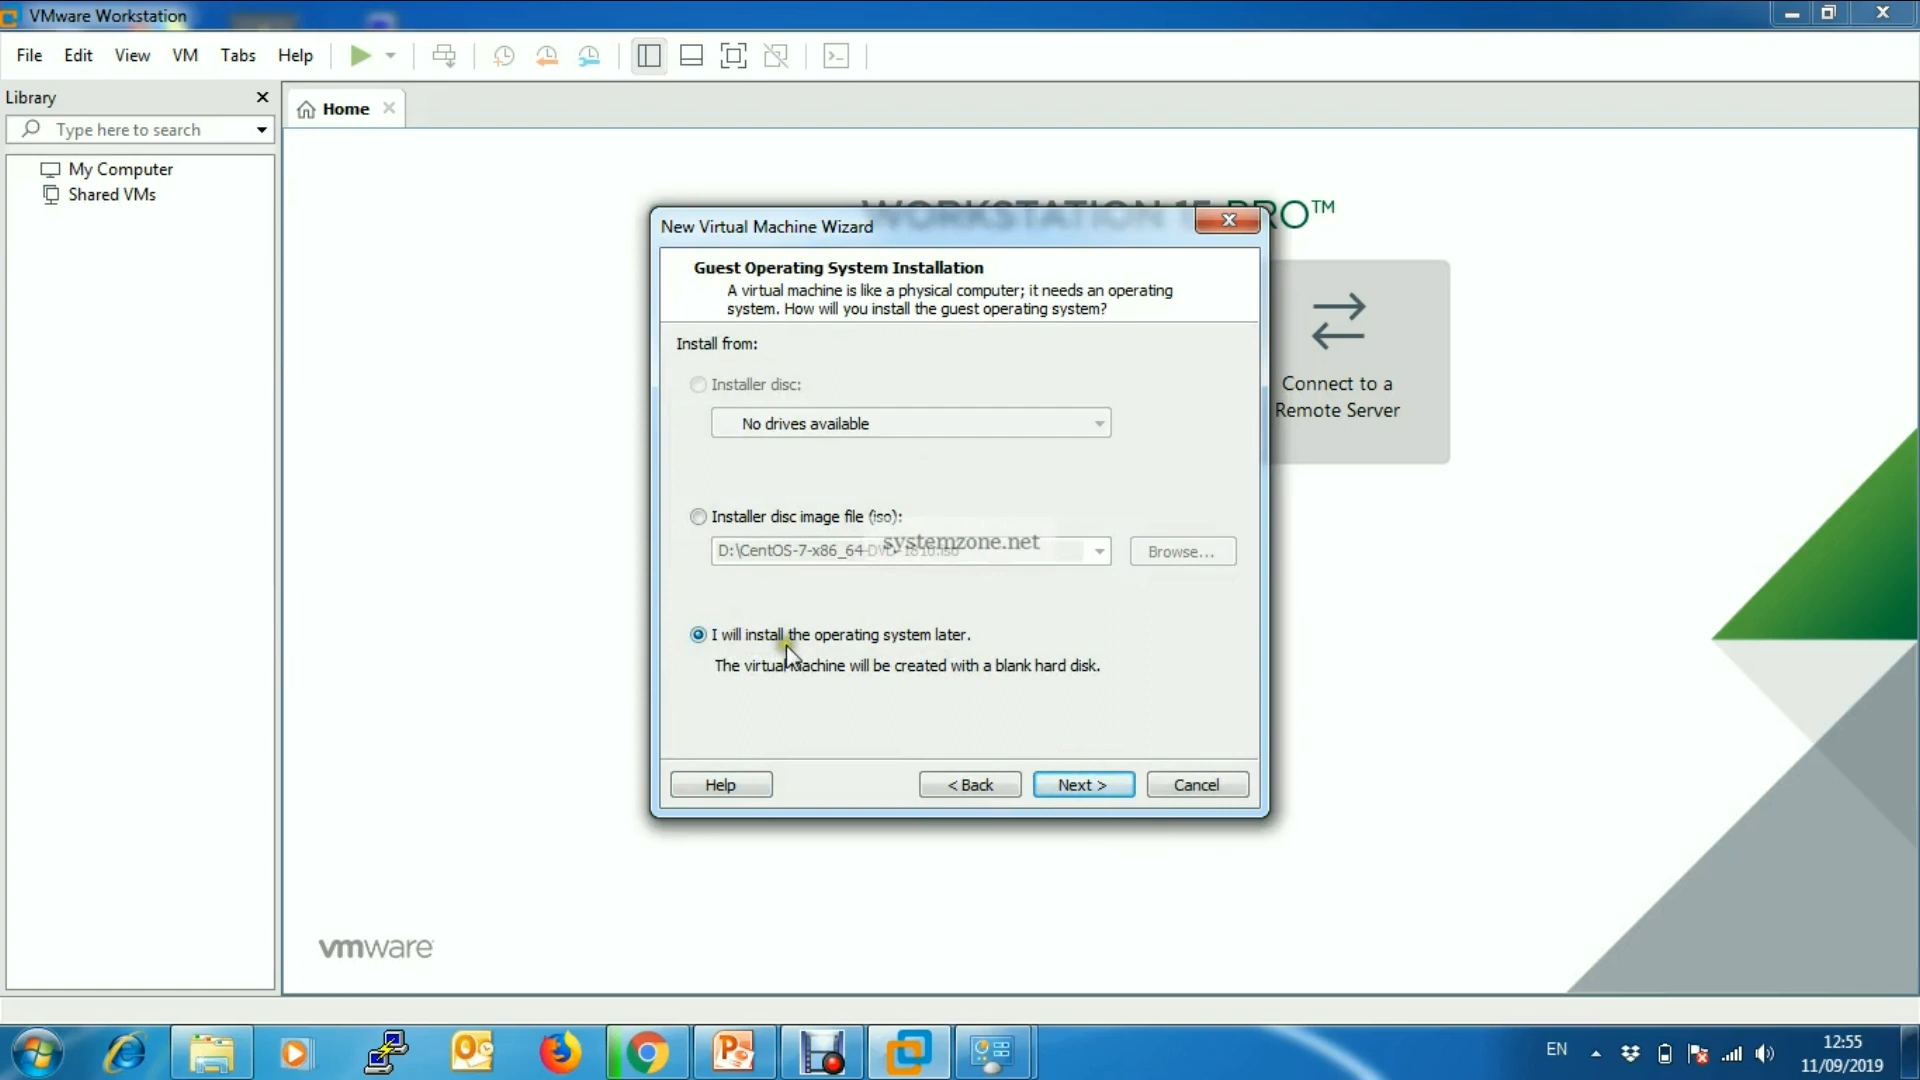 VMware Workstation
File Edit View VM Tabs Help
Library
Home
Type here to search
My Computer
Shared VMs
WORKSTATION 15 PRO™
New Virtual Machine Wizard
Guest Operating System Installation
A virtual machine is like a physical computer; it needs an operating
system. How will you install the guest operating system?
Install from:
Installer disc:
No drives available
Connect to a
Remote Server
Installer disc image file (iso):
systemzone.net
D:\CentOS-7-x86_64-DVD-1810.iso
Browse...
I will install the operating system later.
The virtual machine will be created with a blank hard disk.
Help
< Back
Next >
Cancel
vmware
EN
12:55
11/09/2019